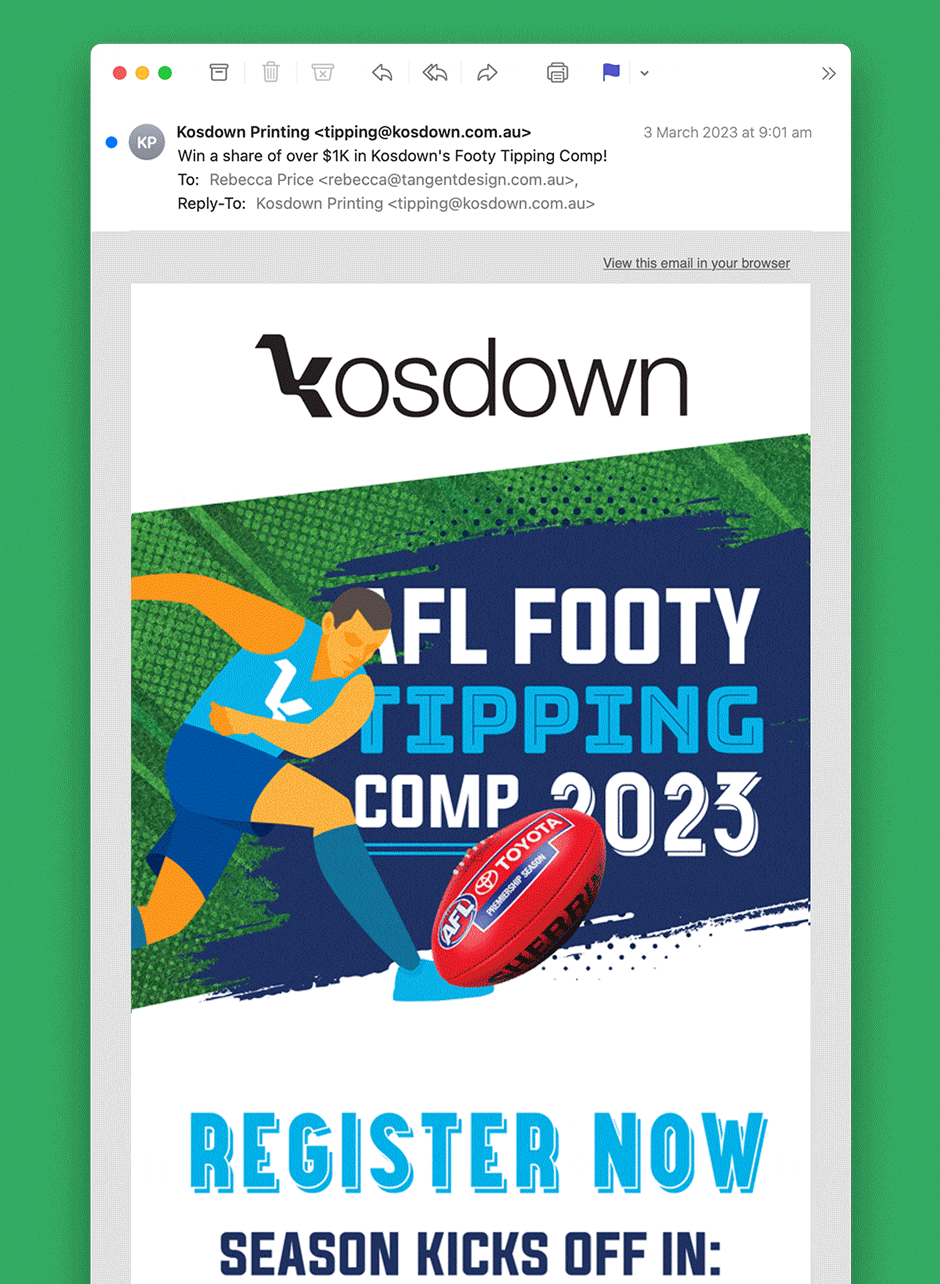 KP
Kosdown Printing <tipping@kosdown.com.au>
3 March 2023 at 9:01 am
Win a share of over $1K in Kosdown's Footy Tipping Comp!
To: Rebecca Price <rebecca@tangentdesign.com.au>,
Reply-To: Kosdown Printing <tipping@kosdown.com.au>
View this email in your browser
kosdown
AFL FOOTY
TIPPING
COMP 2023
TOYOTA
PREMIERSHIP SEASON
AFL
SHERRIN
REGISTER NOW
SEASON KICKS OFF IN: